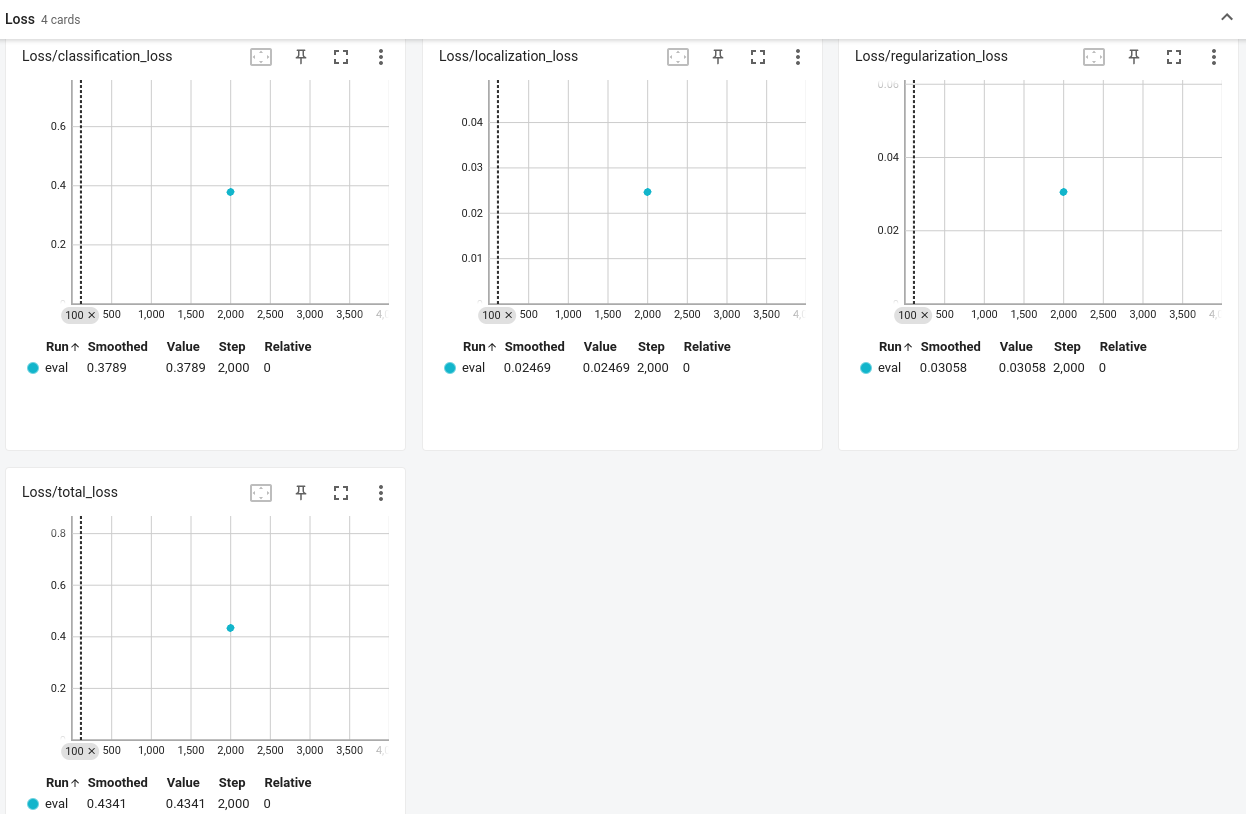 Loss 4 cards
Loss/classification_loss
0.6
0.4
0.2
100 × 500 1,000 1,500 2,000 2,500 3,000 3,500
Run↑ Smoothed Value Step Relative
eval 0.3789 0.3789 2,000 0
Loss/localization_loss
0.04
0.03
0.02
0.01
100 × 500 1,000 1,500 2,000 2,500 3,000 3,500
Run↑ Smoothed Value Step Relative
eval 0.02469 0.02469 2,000 0
Loss/regularization_loss
0.06
0.04
0.02
100 × 500 1,000 1,500 2,000 2,500 3,000 3,500
Run↑ Smoothed Value Step Relative
eval 0.03058 0.03058 2,000 0
Loss/total_loss
0.8
0.6
0.4
0.2
100 × 500 1,000 1,500 2,000 2,500 3,000 3,500
Run↑ Smoothed Value Step Relative
eval 0.4341 0.4341 2,000 0